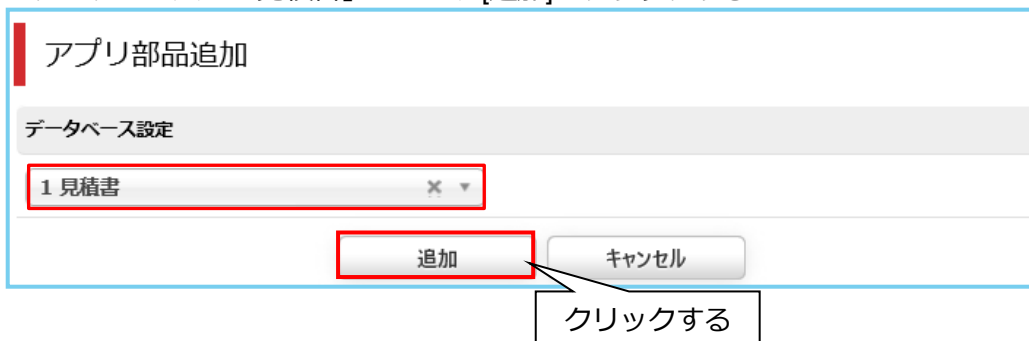 アプリ部品追加
データベース設定
1 見積書
追加 キャンセル
クリックする